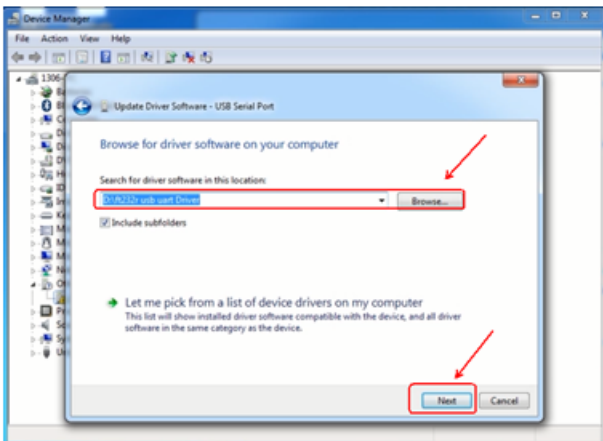 Device Manager
File Action View Help
1306-
Update Driver Software - USB Serial Port
Browse for driver software on your computer
Search for driver software in this location:
D:\ft232r usb uart Driver
Browse...
Include subfolders
Let me pick from a list of device drivers on my computer
This list will show installed driver software compatible with the device, and all driver
software in the same category as the device.
Next
Cancel